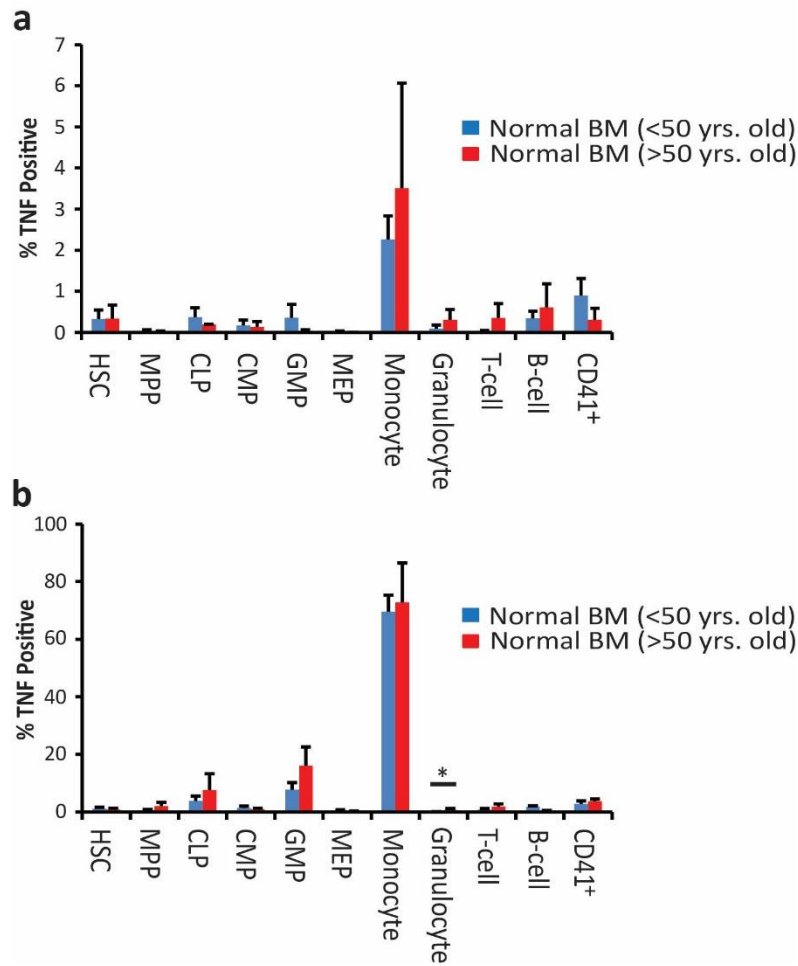 a
7
6
5
4
3
2
1
0
% TNF Positive
Normal BM (<50 yrs. old)
Normal BM (>50 yrs. old)
HSC
MPP
CLP
CMP
GMP
MEP
Monocyte
Granulocyte
T-cell
B-cell
CD41⁺
b
100
80
60
40
20
0
% TNF Positive
Normal BM (<50 yrs. old)
Normal BM (>50 yrs. old)
*
HSC
MPP
CLP
CMP
GMP
MEP
Monocyte
Granulocyte
T-cell
B-cell
CD41⁺